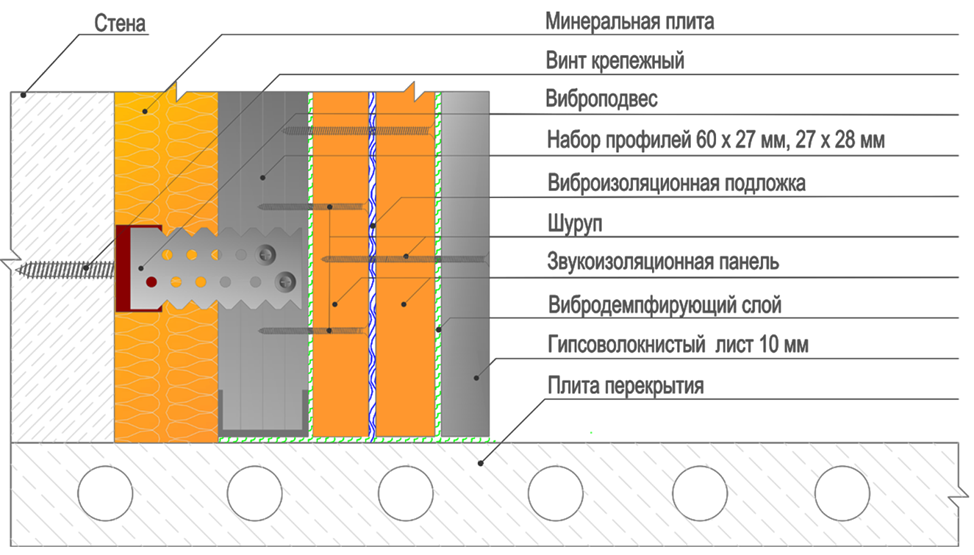 Стена
Минеральная плита
Винт крепежный
Виброподвес
Набор профилей 60 х 27 мм, 27 х 28 мм
Виброизоляционная подложка
Шуруп
Звукоизоляционная панель
Вибродемпфирующий слой
Гипсоволокнистый лист 10 мм
Плита перекрытия